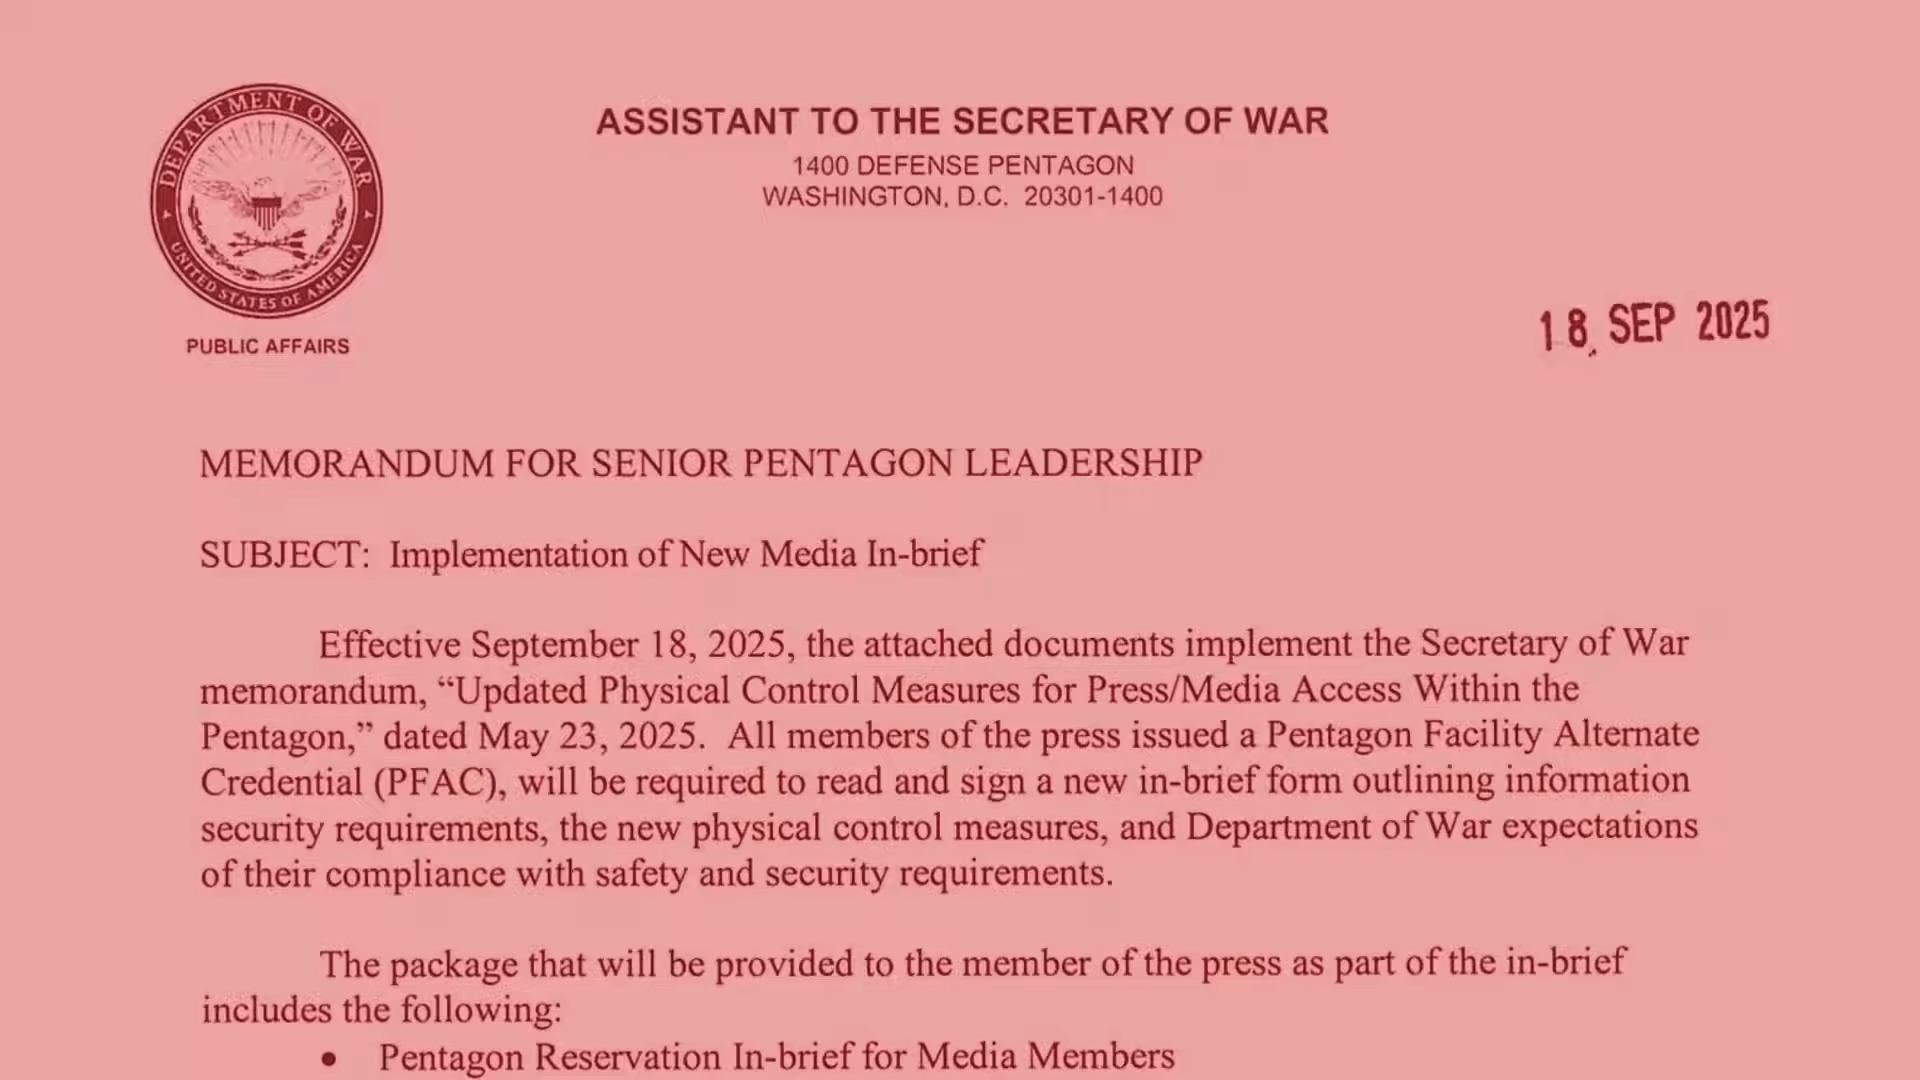 DEPARTMENT OF WAR
UNITED STATES OF AMERICA
PUBLIC AFFAIRS
ASSISTANT TO THE SECRETARY OF WAR
1400 DEFENSE PENTAGON
WASHINGTON, D.C. 20301-1400
18 SEP 2025
MEMORANDUM FOR SENIOR PENTAGON LEADERSHIP
SUBJECT: Implementation of New Media In-brief
Effective September 18, 2025, the attached documents implement the Secretary of War
memorandum, “Updated Physical Control Measures for Press/Media Access Within the
Pentagon,” dated May 23, 2025. All members of the press issued a Pentagon Facility Alternate
Credential (PFAC), will be required to read and sign a new in-brief form outlining information
security requirements, the new physical control measures, and Department of War expectations
of their compliance with safety and security requirements.
The package that will be provided to the member of the press as part of the in-brief
includes the following:
• Pentagon Reservation In-brief for Media Members